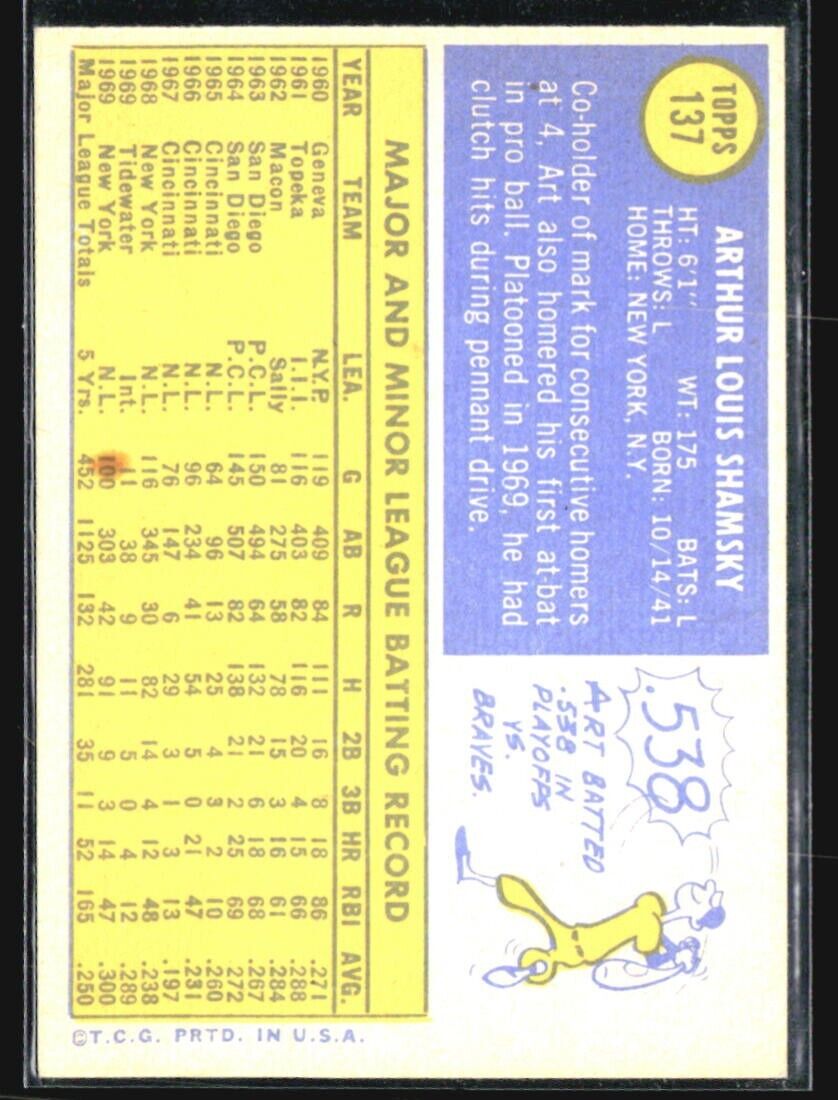 TOPPS
137
ARTHUR LOUIS SHAMSKY
HT: 6'1" WT: 175 BATS: L
THROWS: L BORN: 10/14/41
HOME: NEW YORK, N.Y.
Co-holder of mark for consecutive homers
at 4, Art also homered his first at-bat
in pro ball. Platooned in 1969, he had
clutch hits during pennant drive.
.538
ART BATTED
.538 IN
PLAYOFFS
VS.
BRAVES.
MAJOR AND MINOR LEAGUE BATTING RECORD
YEAR TEAM LEA. G AB R H 2B 3B HR RBI AVG.
1960 Geneva N.Y.P. 119 409 84 111 16 8 18 86 .271
1961 Topeka I.I.I. 116 403 82 116 20 4 15 66 .288
1962 Macon Sally 81 275 58 78 15 3 16 61 .284
1963 San Diego P.C.L. 150 494 64 132 21 6 18 68 .267
1964 San Diego P.C.L. 145 507 82 138 21 2 25 69 .272
1965 Cincinnati N.L. 64 96 13 25 4 3 2 10 .260
1966 Cincinnati N.L. 96 234 41 54 5 0 21 47 .231
1967 Cincinnati N.L. 76 147 6 29 3 1 3 13 .197
1968 New York N.L. 116 345 30 82 14 4 12 48 .238
1969 Tidewater Int. 11 38 9 11 5 0 4 12 .289
1969 New York N.L. 100 303 42 91 9 3 14 47 .300
Major League Totals 5 Yrs. 452 1125 132 281 35 11 52 165 .250
©T.C.G. PRTD. IN U.S.A.